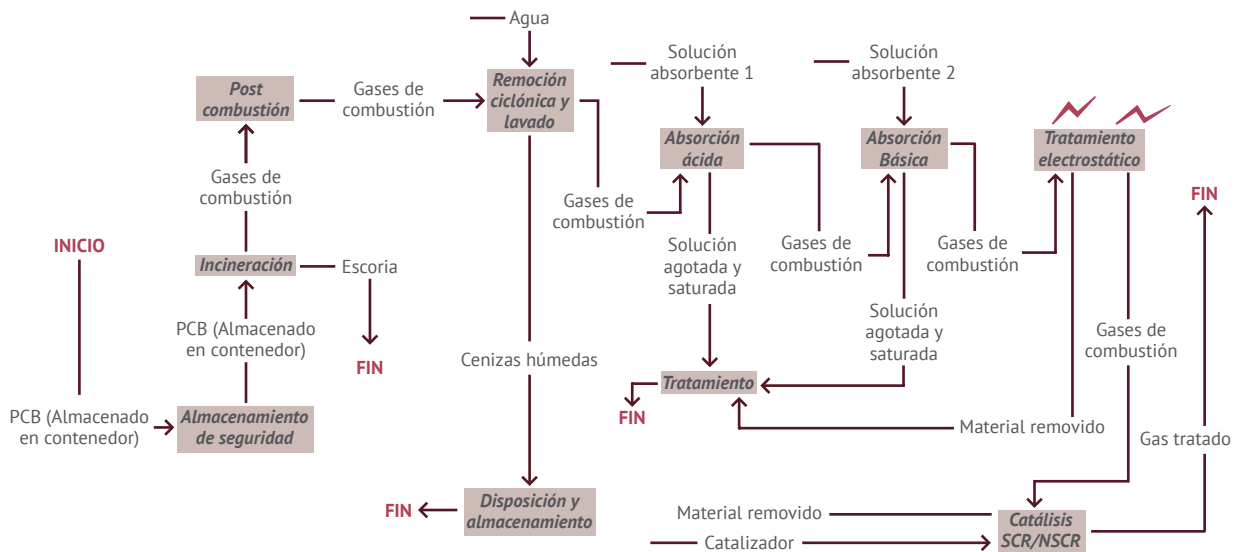 Agua
Solución
absorbente 1
Solución
absorbente 2
Post
combustión
Gases de
combustión
Remoción
ciclónica y
lavado
Absorción
ácida
Absorción
Básica
Tratamiento
electrostático
Gases de
combustión
Gases de
combustión
FIN
INICIO
Incineración
Escoria
Solución
agotada y
saturada
Gases de
combustión
Gases de
combustión
PCB (Almacenado
en contenedor)
FIN
Cenizas húmedas
Solución
agotada y
saturada
Gases de
combustión
Tratamiento
FIN
PCB (Almacenado
en contenedor)
Almacenamiento
de seguridad
Material removido
Gas tratado
FIN
Disposición y
almacenamiento
Material removido
Catalizador
Catálisis
SCR/NSCR